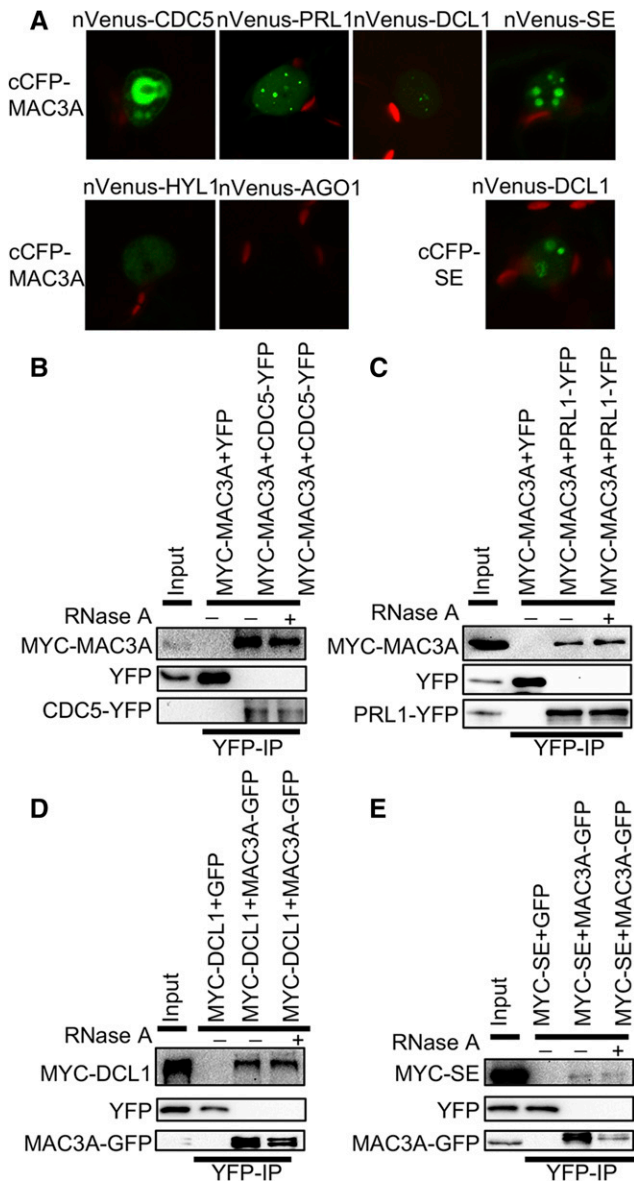 A
nVenus-CDC5 nVenus-PRL1 nVenus-DCL1 nVenus-SE
cCFP-
MAC3A
nVenus-HYL1 nVenus-AGO1 nVenus-DCL1
cCFP-
MAC3A
cCFP-
SE
B
Input
MYC-MAC3A+YFP
MYC-MAC3A+CDC5-YFP
MYC-MAC3A+CDC5-YFP
RNase A – – +
MYC-MAC3A
YFP
CDC5-YFP
YFP-IP
C
Input
MYC-MAC3A+YFP
MYC-MAC3A+PRL1-YFP
MYC-MAC3A+PRL1-YFP
RNase A – – +
MYC-MAC3A
YFP
PRL1-YFP
YFP-IP
D
Input
MYC-DCL1+GFP
MYC-DCL1+MAC3A-GFP
MYC-DCL1+MAC3A-GFP
RNase A – – +
MYC-DCL1
YFP
MAC3A-GFP
YFP-IP
E
Input
MYC-SE+GFP
MYC-SE+MAC3A-GFP
MYC-SE+MAC3A-GFP
RNase A – – +
MYC-SE
YFP
MAC3A-GFP
YFP-IP